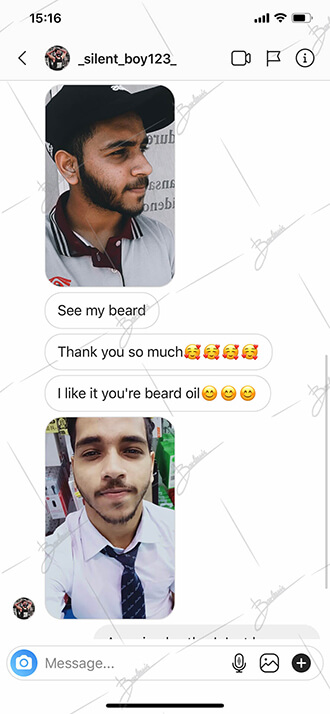 15:16
_silent_boy123_
See my beard
Thank you so much🥰🥰🥰🥰
I like it you're beard oil😊😊😊
Message...